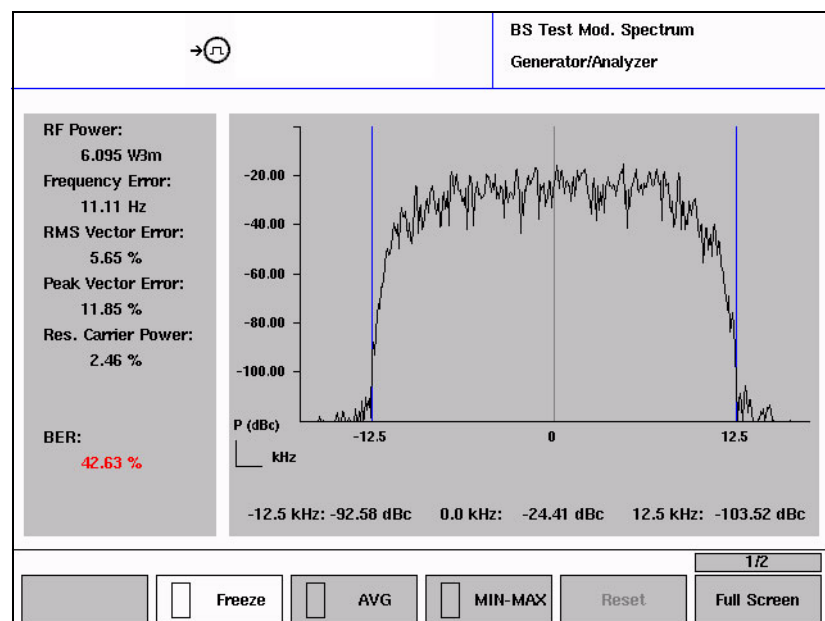 BS Test Mod. Spectrum
Generator/Analyzer
RF Power:
6.095 W3m
Frequency Error:
11.11 Hz
RMS Vector Error:
5.65 %
Peak Vector Error:
11.85 %
Res. Carrier Power:
2.46 %
BER:
42.63 %
-20.00
-40.00
-60.00
-80.00
-100.00
P (dBc)
kHz
-12.5 0 12.5
-12.5 kHz: -92.58 dBc 0.0 kHz: -24.41 dBc 12.5 kHz: -103.52 dBc
1/2
Freeze AVG MIN-MAX Reset Full Screen